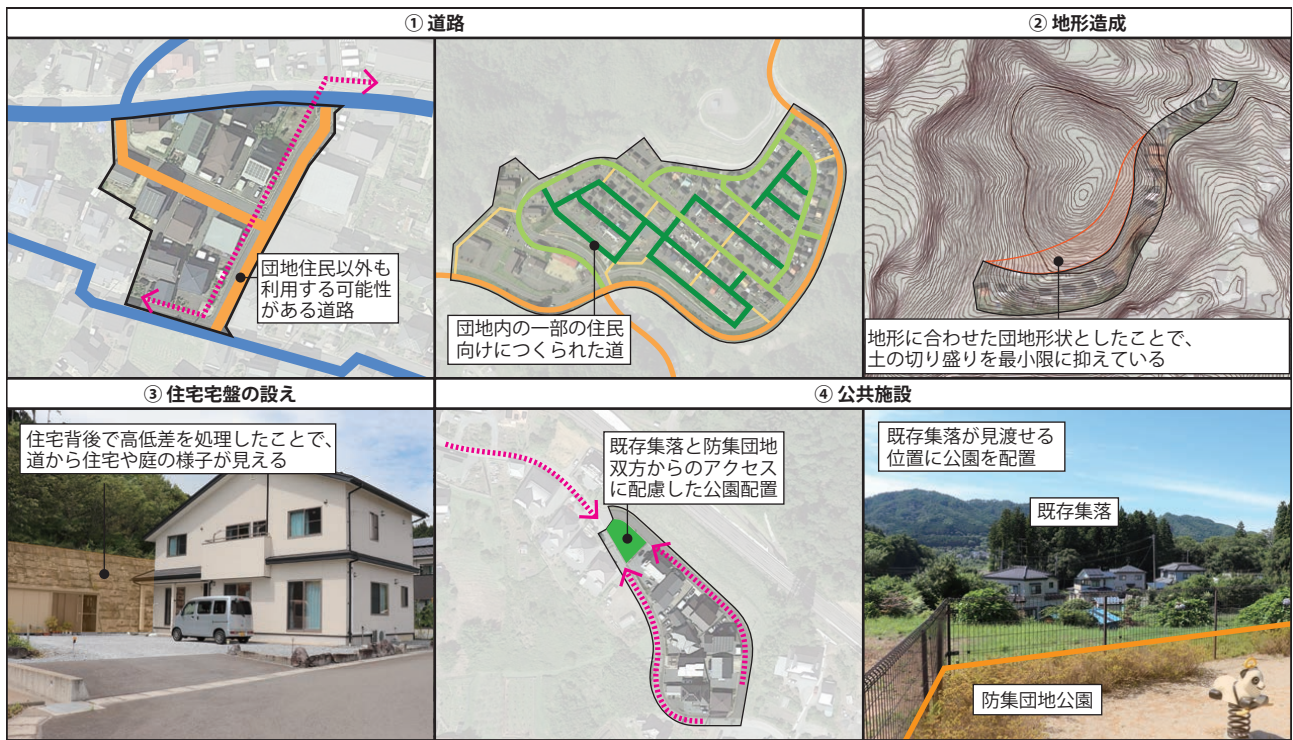 ① 道路
② 地形造成
団地住民以外も
利用する可能性
がある道路
団地内の一部の住民
向けにつくられた道
地形に合わせた団地形状としたことで、
土の切り盛りを最小限に抑えている
③ 住宅宅盤の設え
④ 公共施設
住宅背後で高低差を処理したことで、
道から住宅や庭の様子が見える
既存集落と防集団地
双方からのアクセス
に配慮した公園配置
既存集落が見渡せる
位置に公園を配置
既存集落
防集団地公園